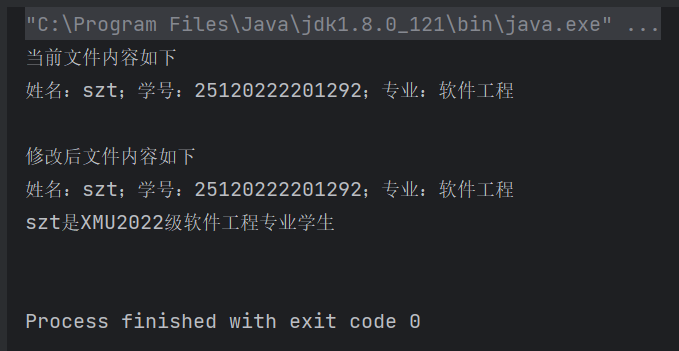 "C:\Program Files\Java\jdk1.8.0_121\bin\java.exe" ...
当前文件内容如下
姓名：szt；学号：25120222201292；专业：软件工程
修改后文件内容如下
姓名：szt；学号：25120222201292；专业：软件工程
szt是XMU2022级软件工程专业学生
Process finished with exit code 0